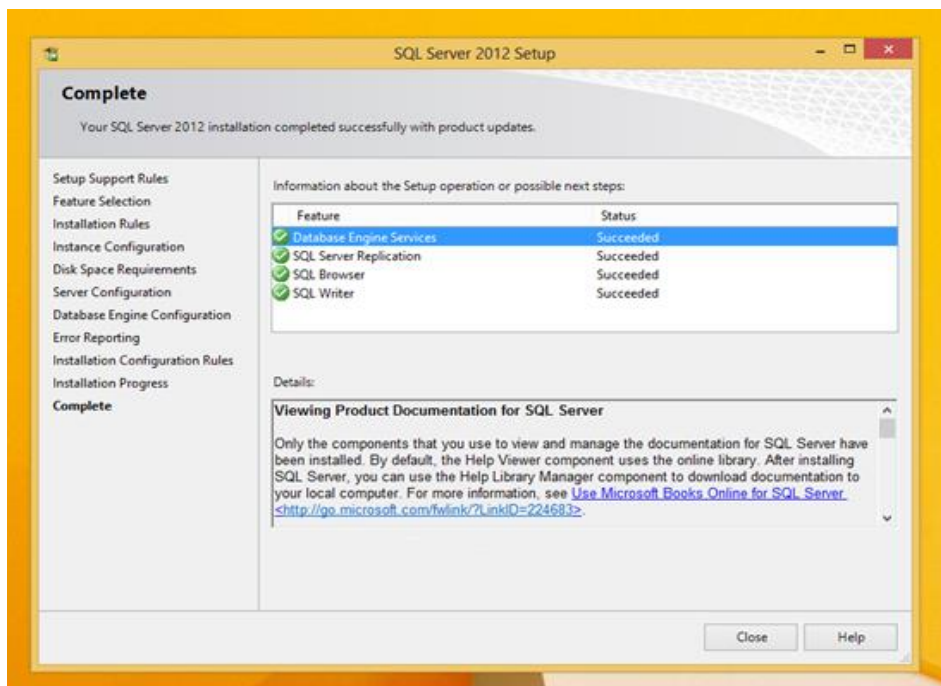 SQL Server 2012 Setup
Complete
Your SQL Server 2012 installation completed successfully with product updates.
Setup Support Rules
Feature Selection
Installation Rules
Instance Configuration
Disk Space Requirements
Server Configuration
Database Engine Configuration
Error Reporting
Installation Configuration Rules
Installation Progress
Complete
Information about the Setup operation or possible next steps:
Feature Status
Database Engine Services Succeeded
SQL Server Replication Succeeded
SQL Browser Succeeded
SQL Writer Succeeded
Details:
Viewing Product Documentation for SQL Server
Only the components that you use to view and manage the documentation for SQL Server have
been installed. By default, the Help Viewer component uses the online library. After installing
SQL Server, you can use the Help Library Manager component to download documentation to
your local computer. For more information, see Use Microsoft Books Online for SQL Server
<http://go.microsoft.com/fwlink/?LinkID=224683>.
Close Help